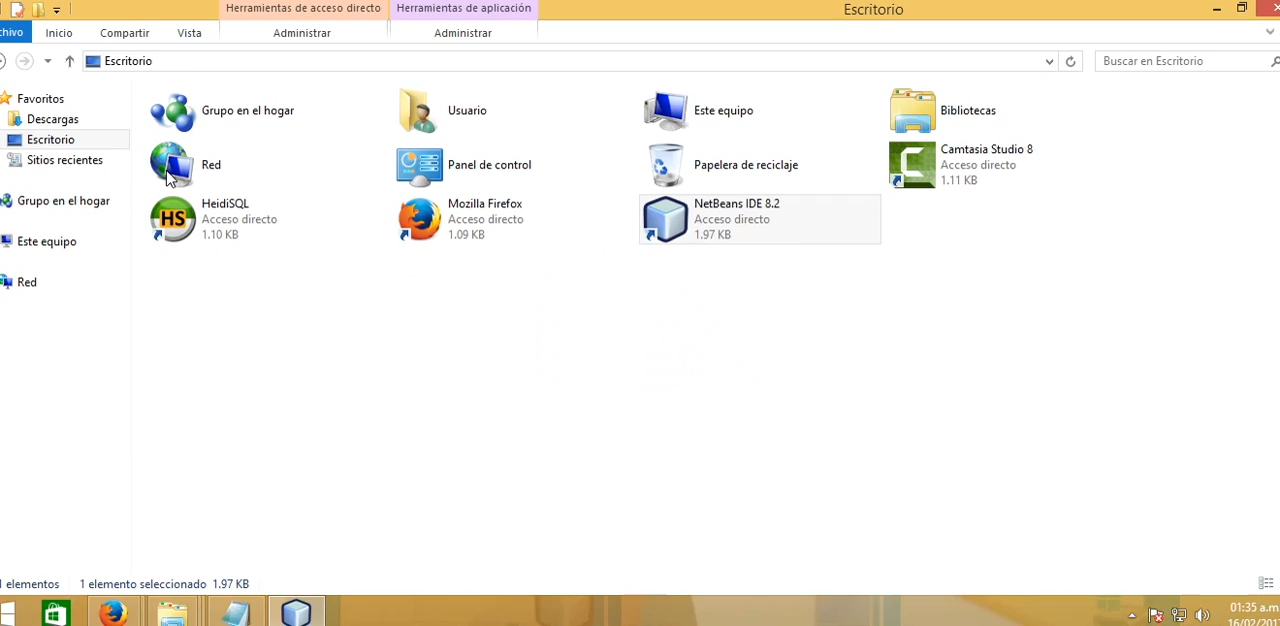 Herramientas de acceso directo
Herramientas de aplicación
Escritorio
chivo
Inicio
Compartir
Vista
Administrar
Administrar
Escritorio
Buscar en Escritorio
Favoritos
Descargas
Escritorio
Sitios recientes
Grupo en el hogar
Este equipo
Red
Grupo en el hogar
Usuario
Este equipo
Bibliotecas
Red
Panel de control
Papelera de reciclaje
Camtasia Studio 8
Acceso directo
1.11 KB
HS
HeidiSQL
Acceso directo
1.10 KB
Mozilla Firefox
Acceso directo
1.09 KB
NetBeans IDE 8.2
Acceso directo
1.97 KB
elementos
1 elemento seleccionado 1.97 KB
01:35 a.m
16/02/201